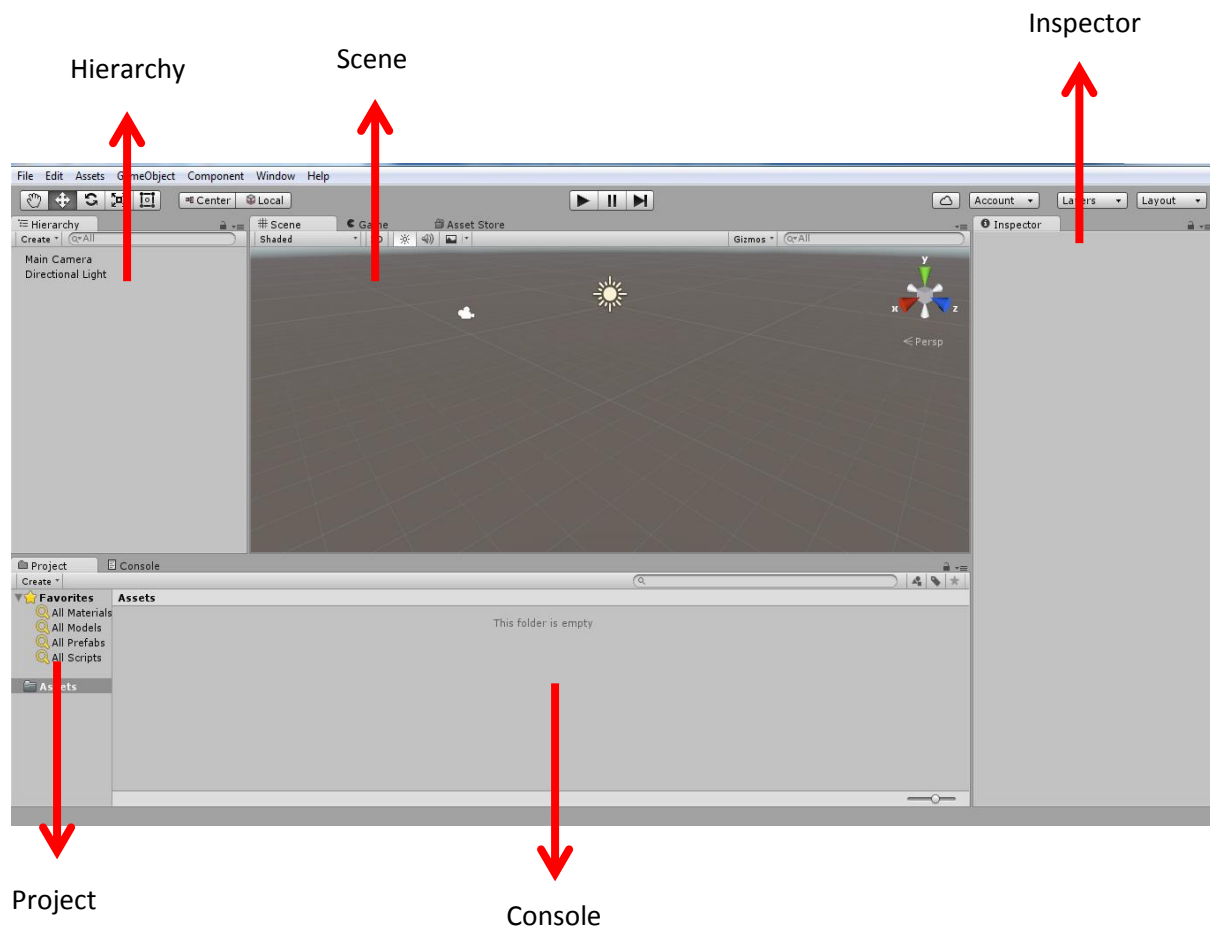 Inspector
Scene
Hierarchy
File Edit Assets GameObject Component Window Help
Center Local Account Layers Layout
Hierarchy Scene Game Asset Store Inspector
Create All Shaded Gizmos All
Main Camera
Directional Light
y
x z
Persp
Project Console
Create
Favorites Assets
All Materials
All Models This folder is empty
All Prefabs
All Scripts
Assets
Project
Console